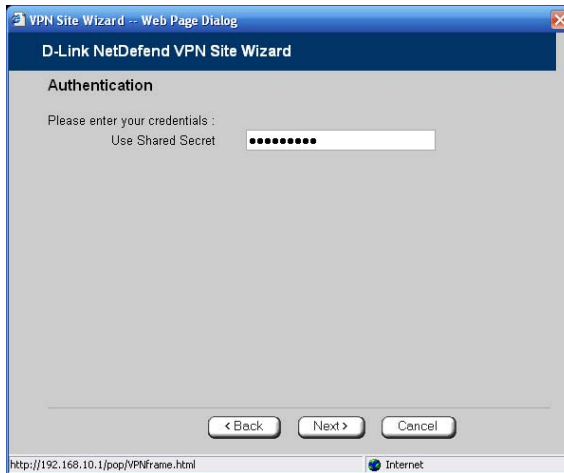 VPN Site Wizard -- Web Page Dialog
D-Link NetDefend VPN Site Wizard
Authentication
Please enter your credentials :
Use Shared Secret •••••••••
< Back Next > Cancel
http://192.168.10.1/pop/VPNframe.html Internet